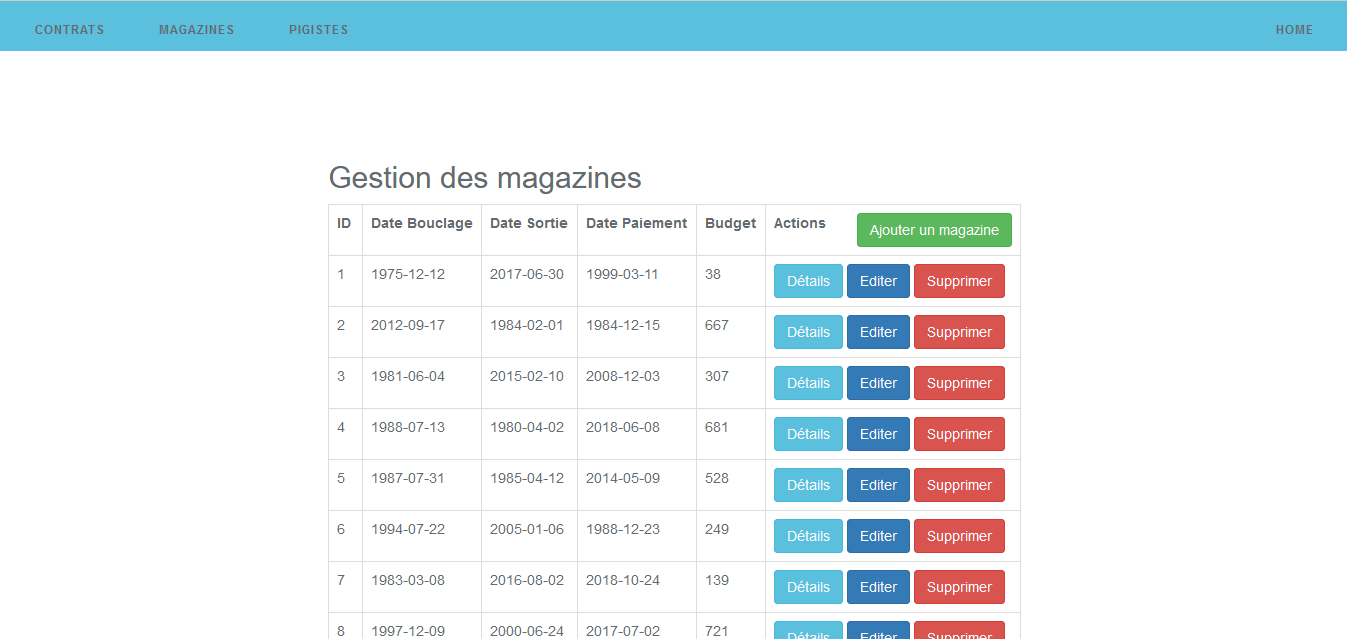 CONTRATS MAGAZINES PIGISTES HOME
Gestion des magazines
ID Date Bouclage Date Sortie Date Paiement Budget Actions Ajouter un magazine
1 1975-12-12 2017-06-30 1999-03-11 38 Détails Editer Supprimer
2 2012-09-17 1984-02-01 1984-12-15 667 Détails Editer Supprimer
3 1981-06-04 2015-02-10 2008-12-03 307 Détails Editer Supprimer
4 1988-07-13 1980-04-02 2018-06-08 681 Détails Editer Supprimer
5 1987-07-31 1985-04-12 2014-05-09 528 Détails Editer Supprimer
6 1994-07-22 2005-01-06 1988-12-23 249 Détails Editer Supprimer
7 1983-03-08 2016-08-02 2018-10-24 139 Détails Editer Supprimer
8 1997-12-09 2000-06-24 2017-07-02 721 Détails Editer Supprimer